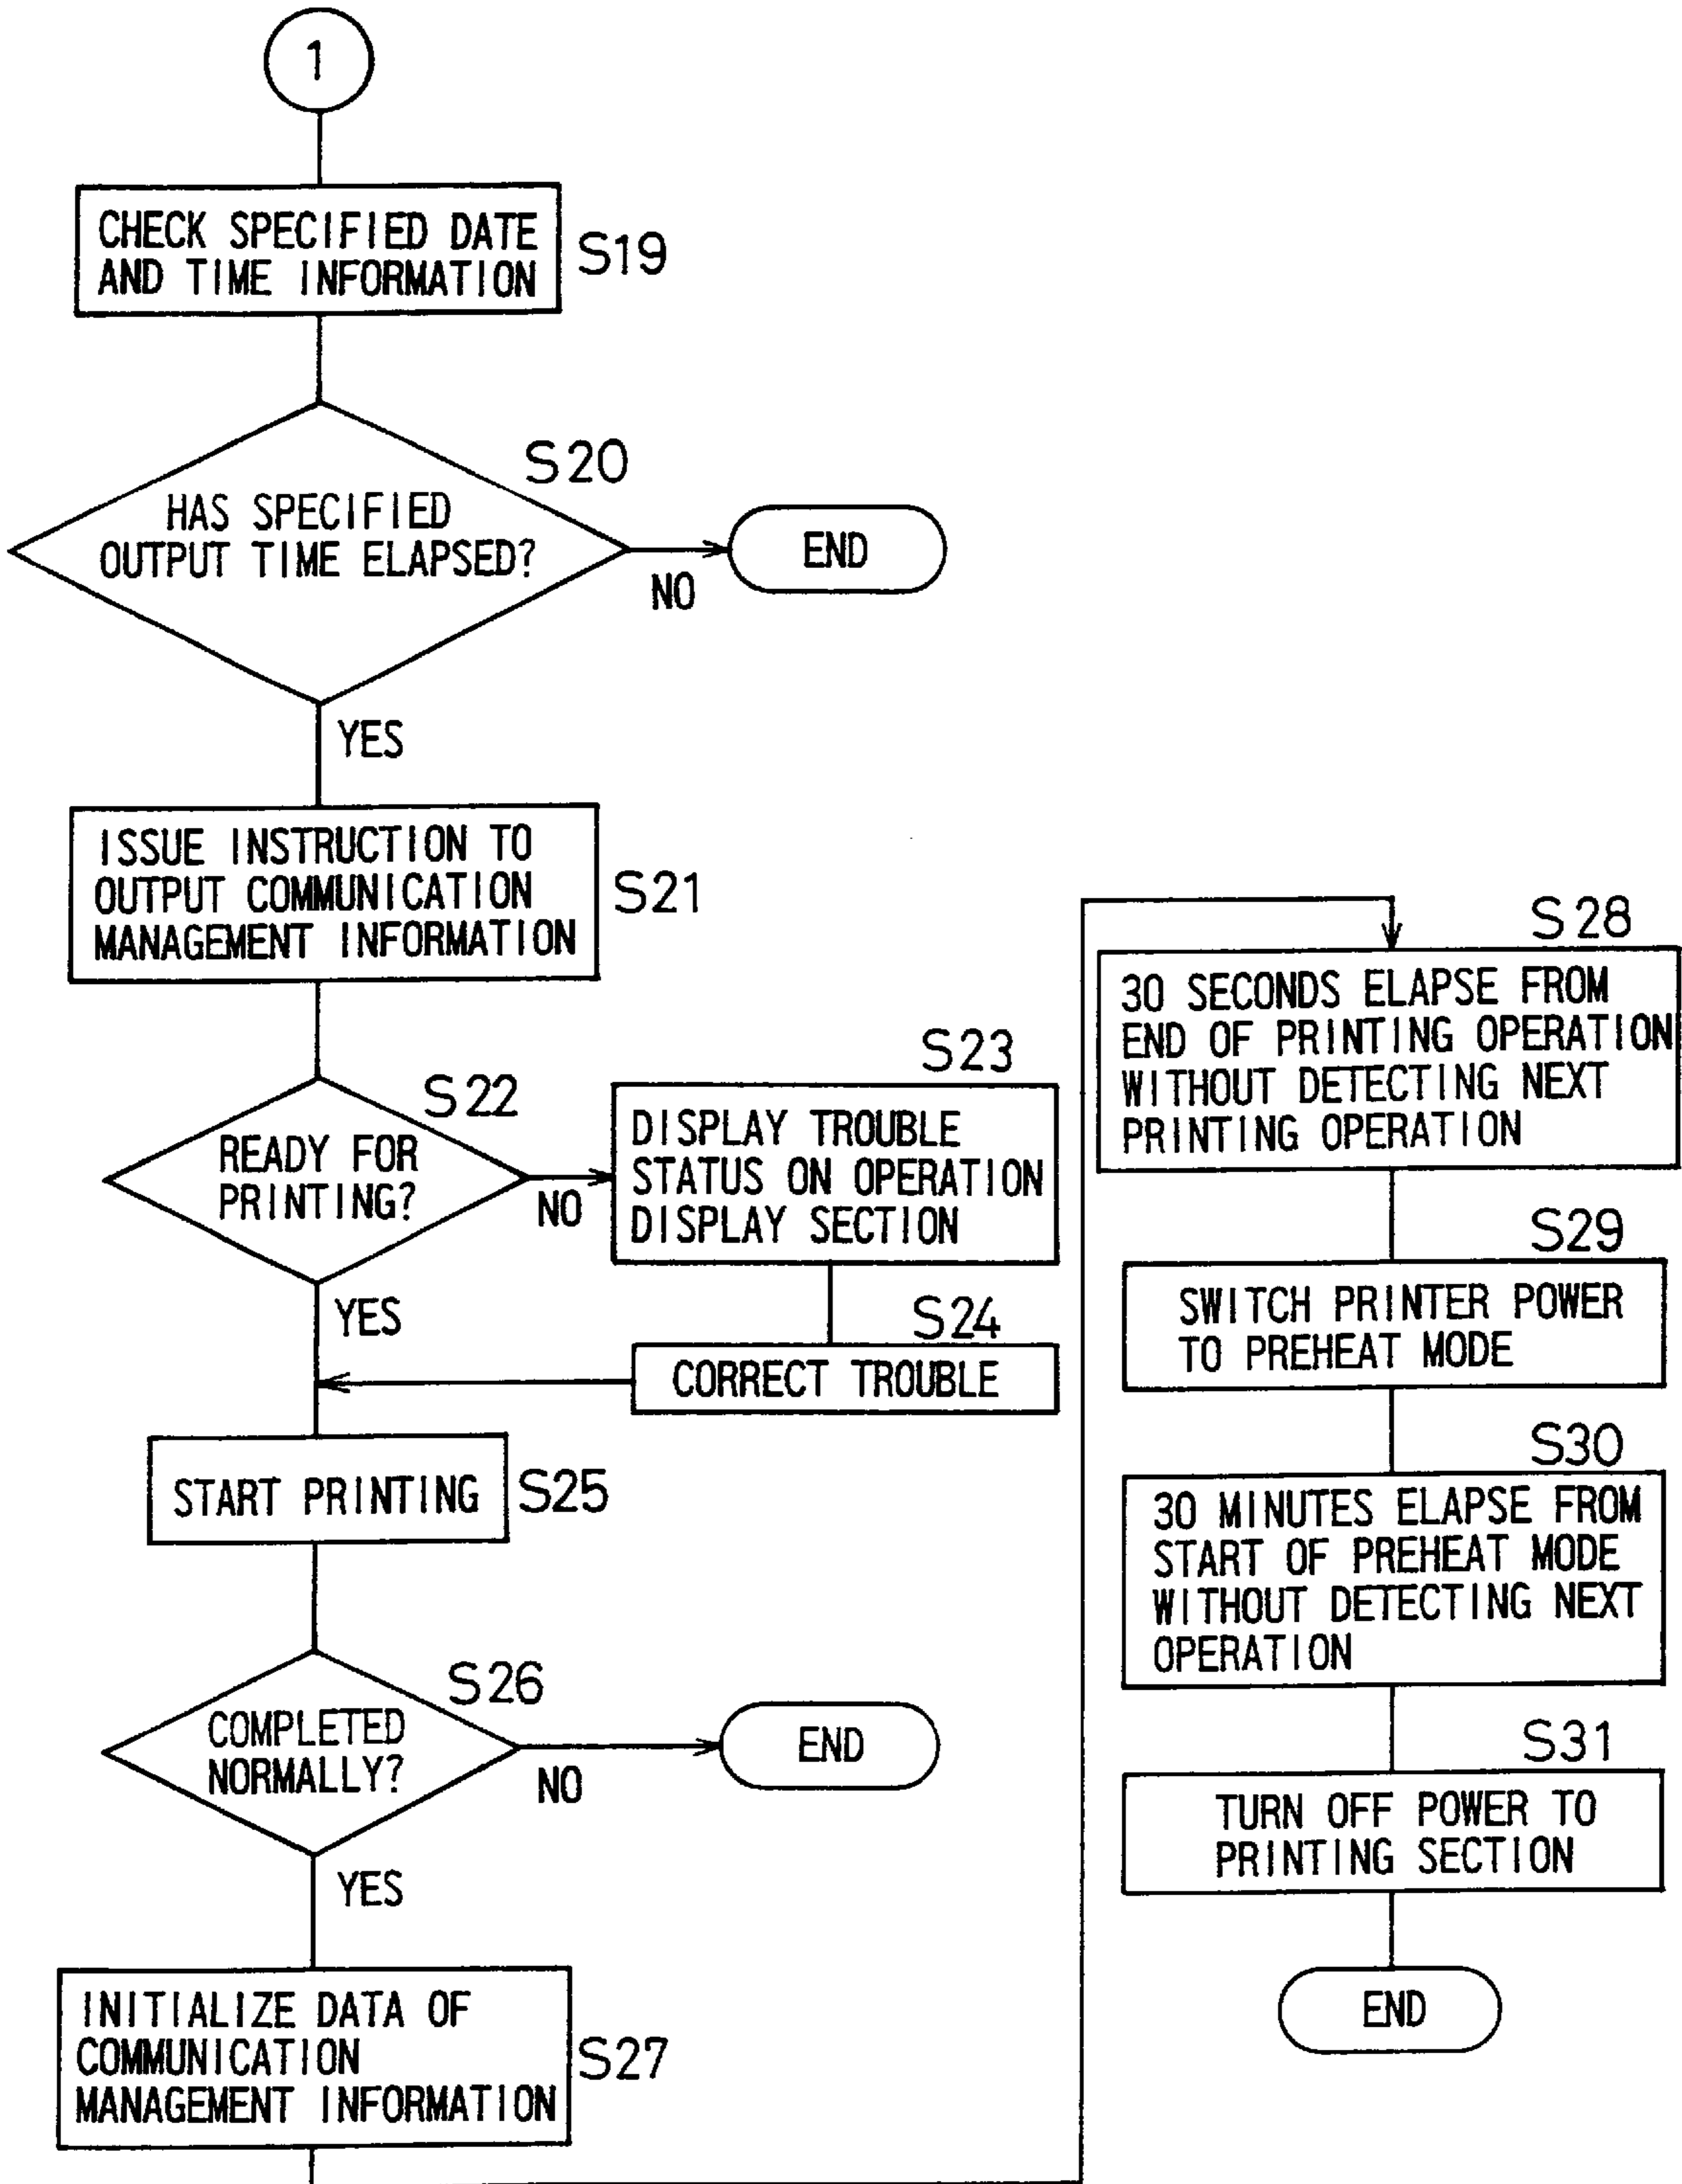 1
CHECK SPECIFIED DATE
AND TIME INFORMATION
S19
S20
HAS SPECIFIED
OUTPUT TIME ELAPSED?
NO
END
YES
ISSUE INSTRUCTION TO
OUTPUT COMMUNICATION
MANAGEMENT INFORMATION
S21
S22
READY FOR
PRINTING?
NO
YES
S23
DISPLAY TROUBLE
STATUS ON OPERATION
DISPLAY SECTION
S24
CORRECT TROUBLE
START PRINTING
S25
S26
COMPLETED
NORMALLY?
NO
END
YES
INITIALIZE DATA OF
COMMUNICATION
MANAGEMENT INFORMATION
S27
S28
30 SECONDS ELAPSE FROM
END OF PRINTING OPERATION
WITHOUT DETECTING NEXT
PRINTING OPERATION
S29
SWITCH PRINTER POWER
TO PREHEAT MODE
S30
30 MINUTES ELAPSE FROM
START OF PREHEAT MODE
WITHOUT DETECTING NEXT
OPERATION
S31
TURN OFF POWER TO
PRINTING SECTION
END